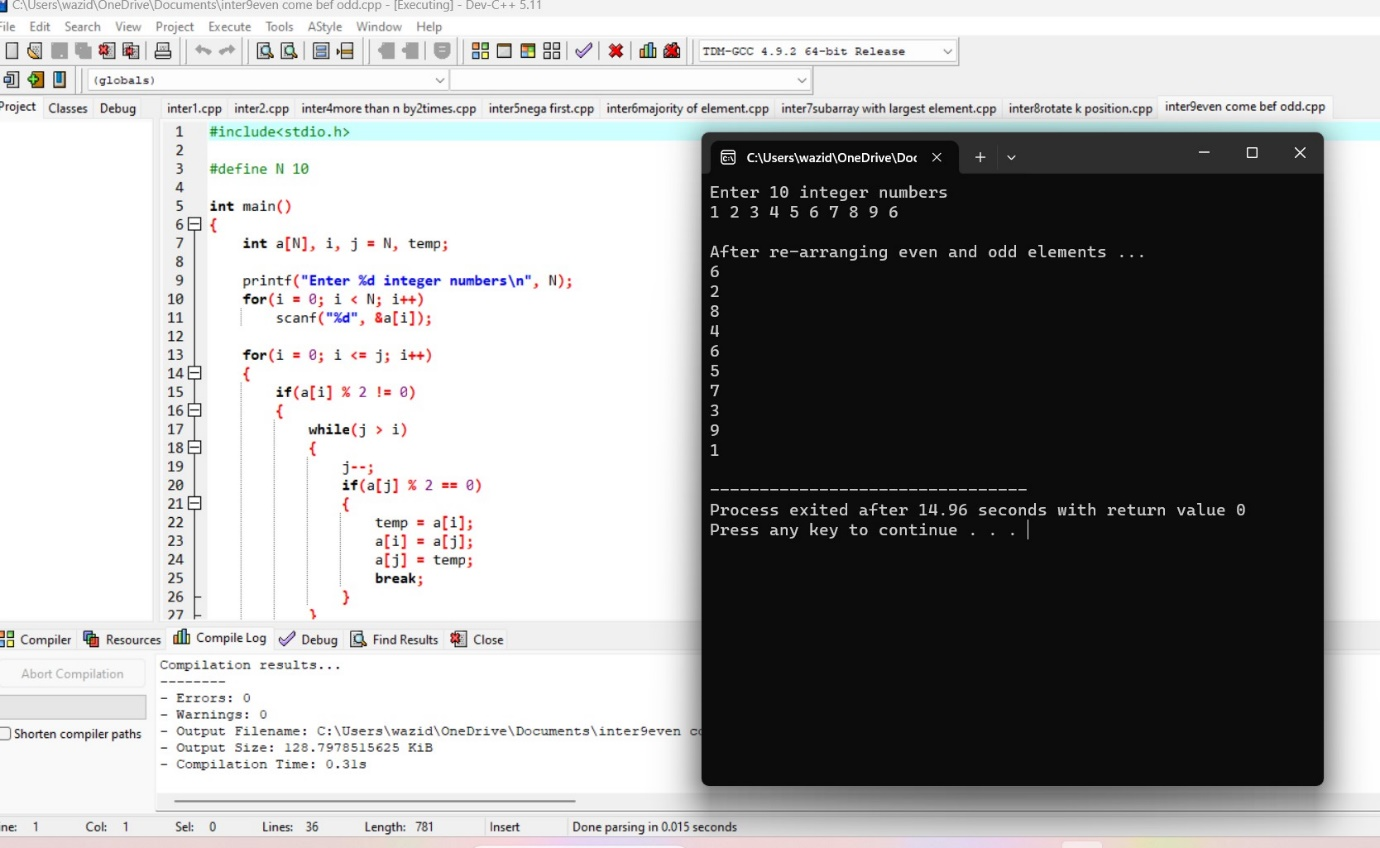 C:\Users\wazid\OneDrive\Documents\inter9even come bef odd.cpp - [Executing] - Dev-C++ 5.11
File Edit Search View Project Execute Tools AStyle Window Help
TDM-GCC 4.9.2 64-bit Release
(globals)
Project Classes Debug
inter1.cpp inter2.cpp inter4more than n by2times.cpp inter5nega first.cpp inter6majority of element.cpp inter7subarray with largest element.cpp inter8rotate k position.cpp inter9even come bef odd.cpp
1 #include<stdio.h>
2
3 #define N 10
4
5 int main()
6 {
7 int a[N], i, j = N, temp;
8
9 printf("Enter %d integer numbers\n", N);
10 for(i = 0; i < N; i++)
11 scanf("%d", &a[i]);
12
13 for(i = 0; i <= j; i++)
14 {
15 if(a[i] % 2 != 0)
16 {
17 while(j > i)
18 {
19 j--;
20 if(a[j] % 2 == 0)
21 {
22 temp = a[i];
23 a[i] = a[j];
24 a[j] = temp;
25 break;
26 }
27 }
C:\Users\wazid\OneDrive\Doc
Enter 10 integer numbers
1 2 3 4 5 6 7 8 9 6
After re-arranging even and odd elements ...
6
2
8
4
6
5
7
3
9
1
--------------------------------
Process exited after 14.96 seconds with return value 0
Press any key to continue . . .
Compiler Resources Compile Log Debug Find Results Close
Abort Compilation
Shorten compiler paths
Compilation results...
--------
- Errors: 0
- Warnings: 0
- Output Filename: C:\Users\wazid\OneDrive\Documents\inter9even co
- Output Size: 128.7978515625 KiB
- Compilation Time: 0.31s
ne: 1 Col: 1 Sel: 0 Lines: 36 Length: 781 Insert Done parsing in 0.015 seconds